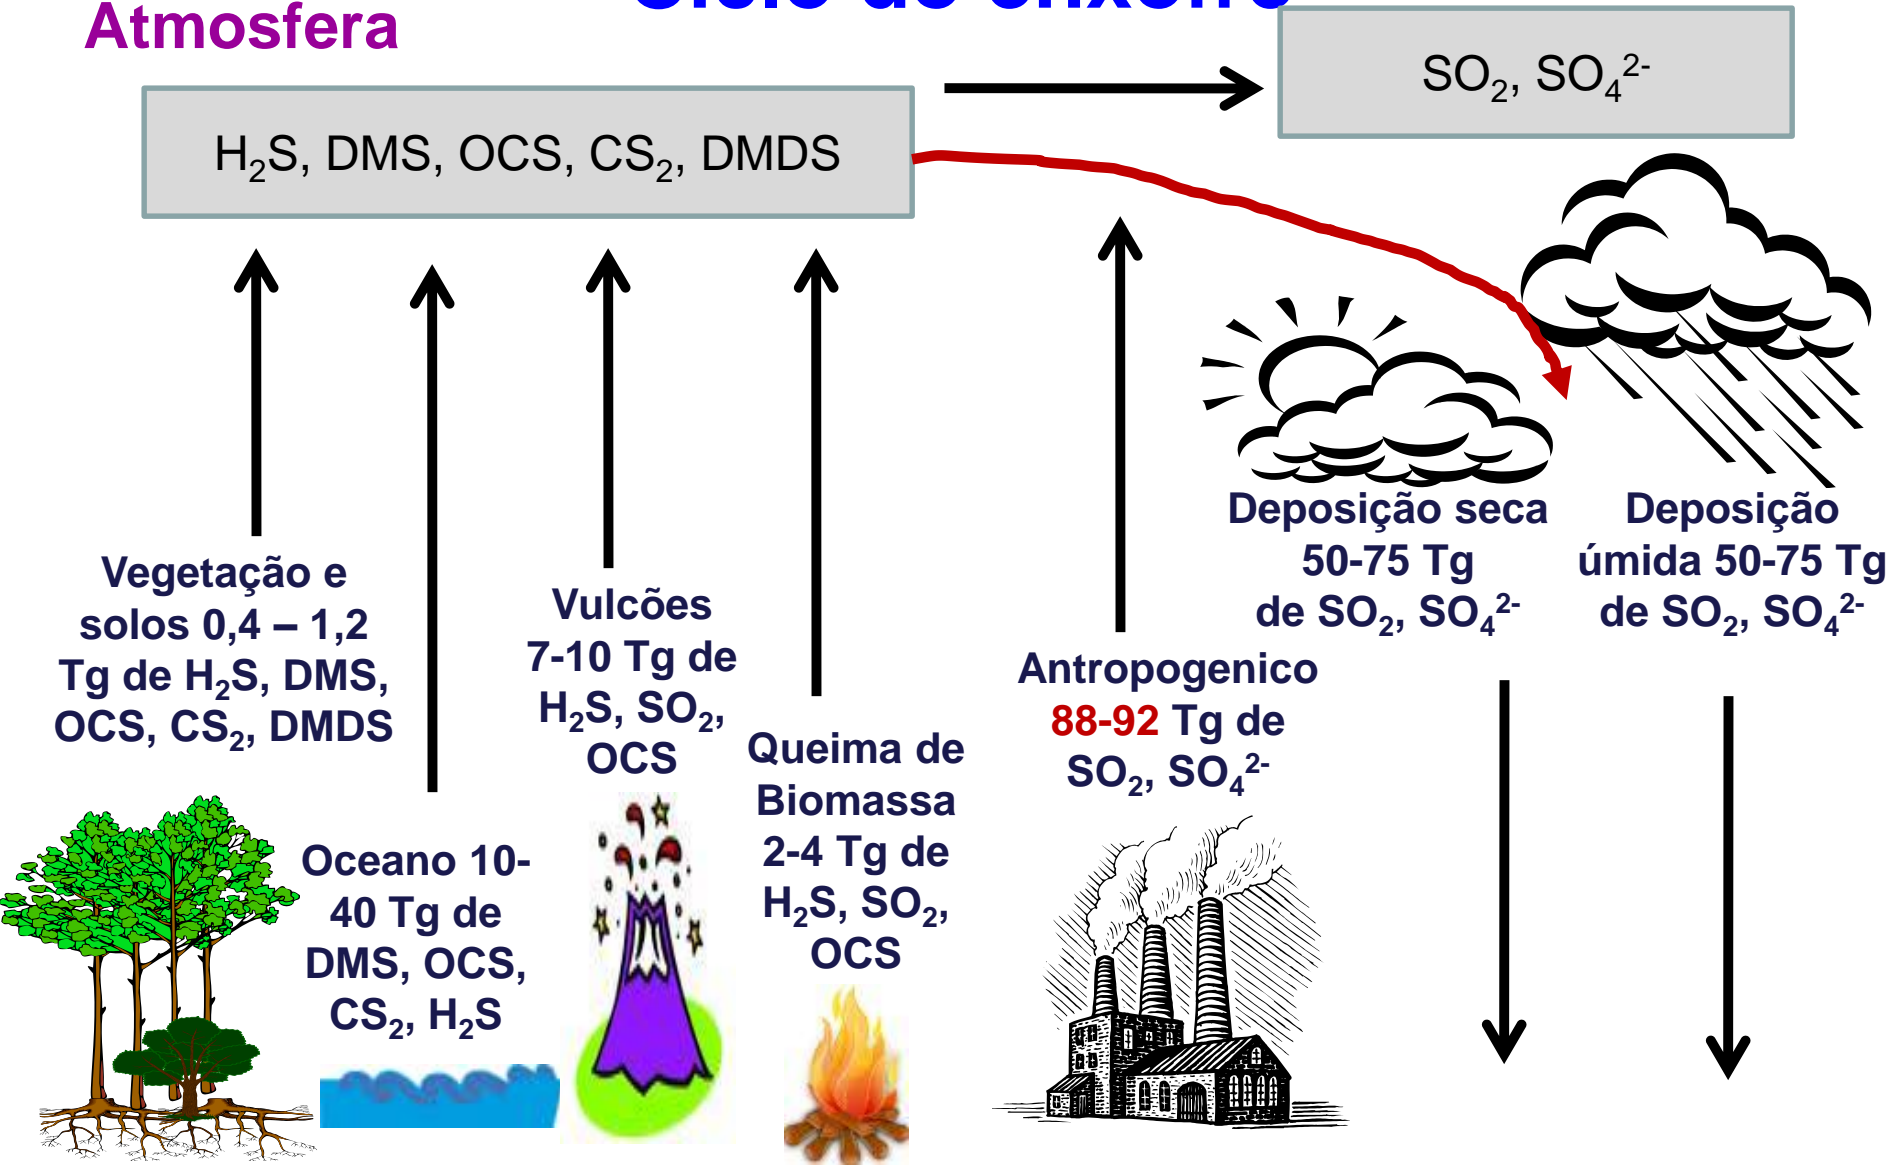 Ciclo do enxofre
Atmosfera
SO₂, SO₄²⁻
H₂S, DMS, OCS, CS₂, DMDS
Vegetação e
solos 0,4 – 1,2
Tg de H₂S, DMS,
OCS, CS₂, DMDS
Oceano 10-
40 Tg de
DMS, OCS,
CS₂, H₂S
Vulcões
7-10 Tg de
H₂S, SO₂,
OCS
Queima de
Biomassa
2-4 Tg de
H₂S, SO₂,
OCS
Antropogenico
88-92 Tg de
SO₂, SO₄²⁻
Deposição seca
50-75 Tg
de SO₂, SO₄²⁻
Deposição
úmida 50-75 Tg
de SO₂, SO₄²⁻